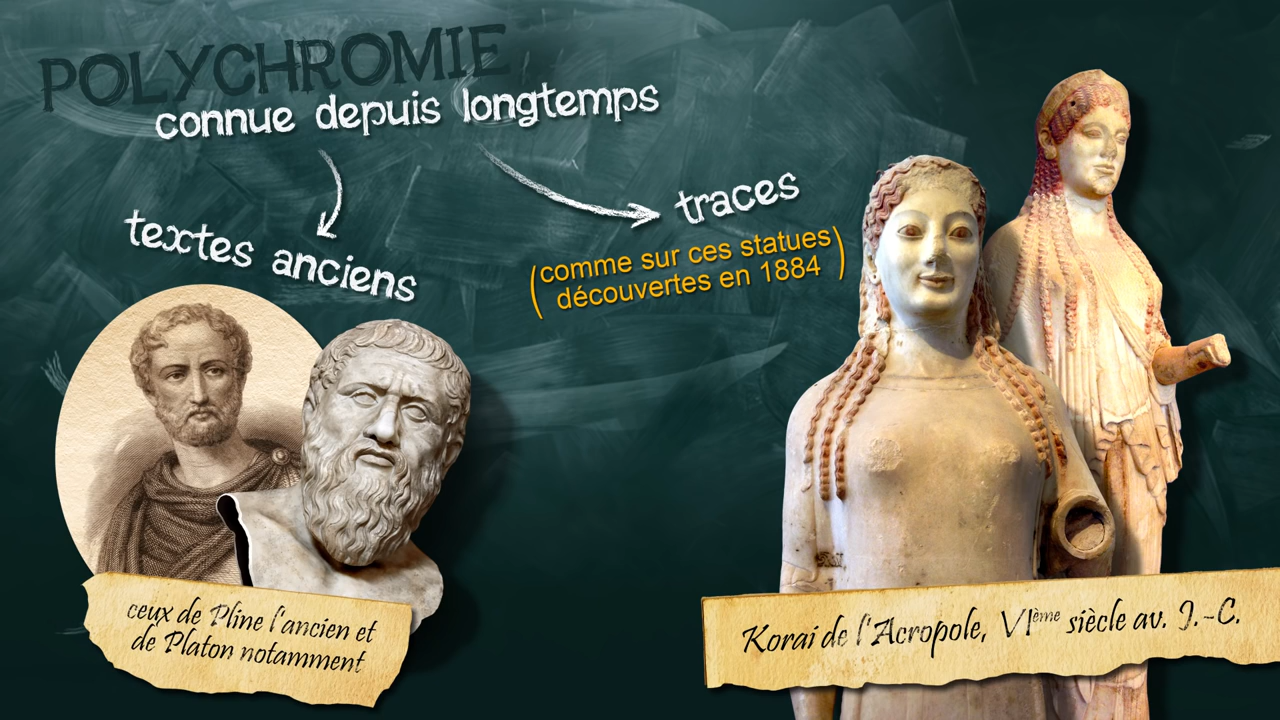 POLYCHROMIE
connue depuis longtemps
textes anciens
traces
(comme sur ces statues
découvertes en 1884)
ceux de Pline l'ancien et
de Platon notamment
Korai de l'Acropole, VIème siècle av. J.-C.